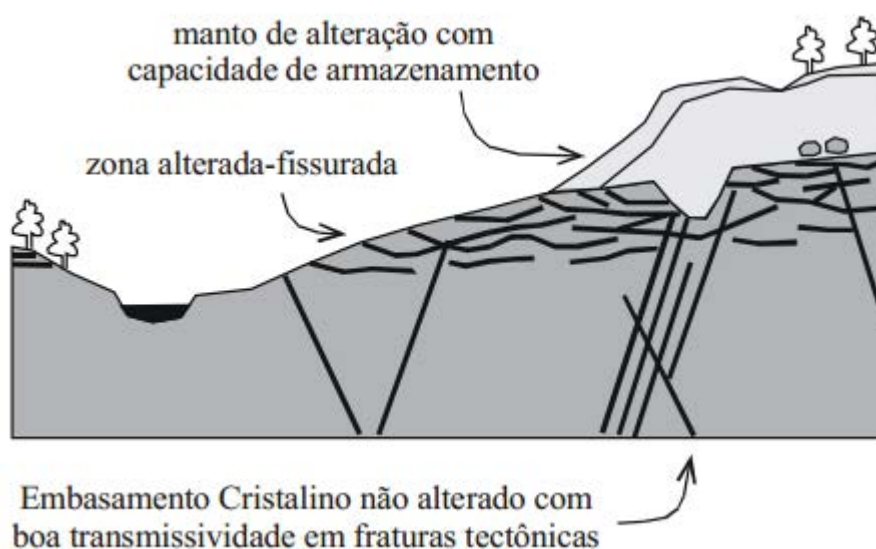 manto de alteração com
capacidade de armazenamento
zona alterada-fissurada
Embasamento Cristalino não alterado com
boa transmissividade em fraturas tectônicas